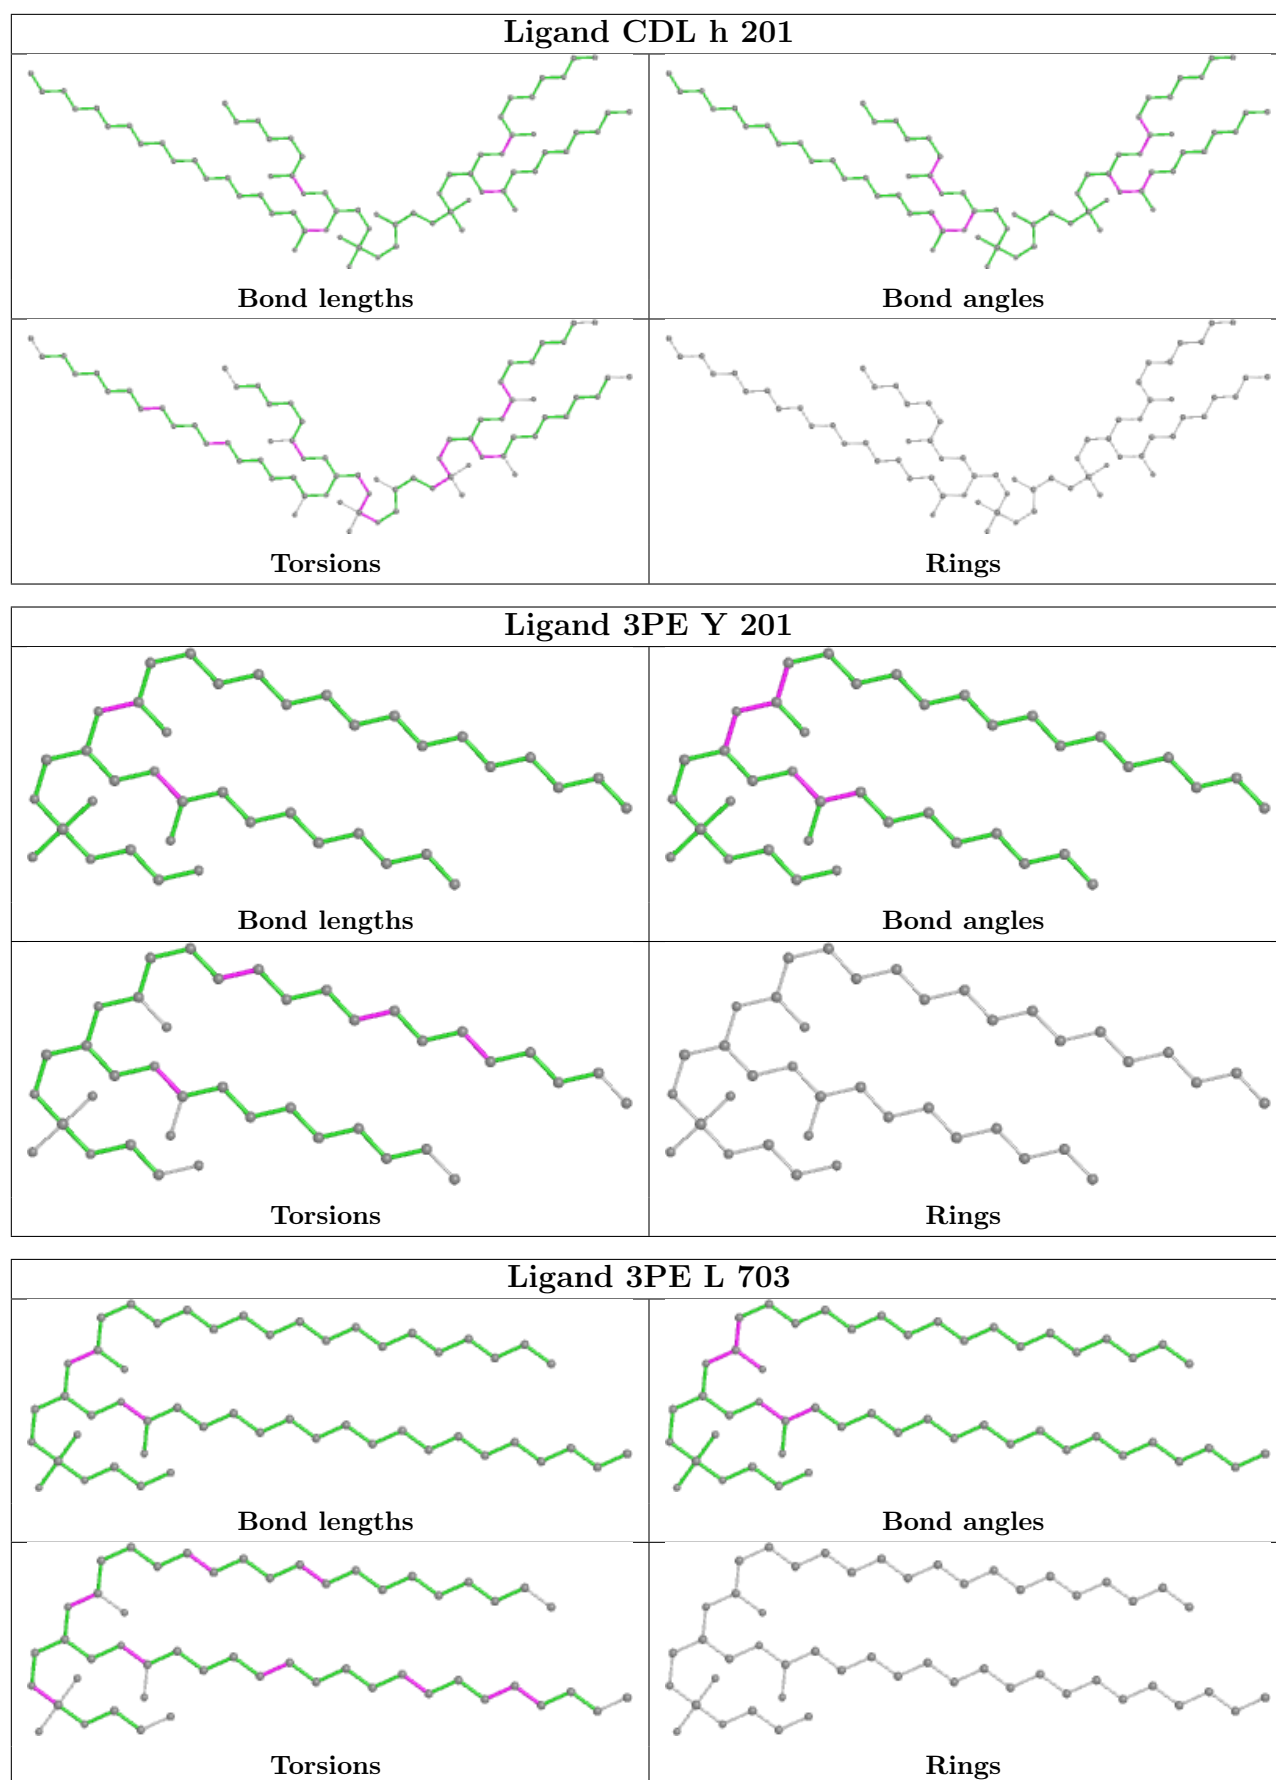 Ligand CDL h 201
Bond lengths
Bond angles
Torsions
Rings
Ligand 3PE Y 201
Bond lengths
Bond angles
Torsions
Rings
Ligand 3PE L 703
Bond lengths
Bond angles
Torsions
Rings